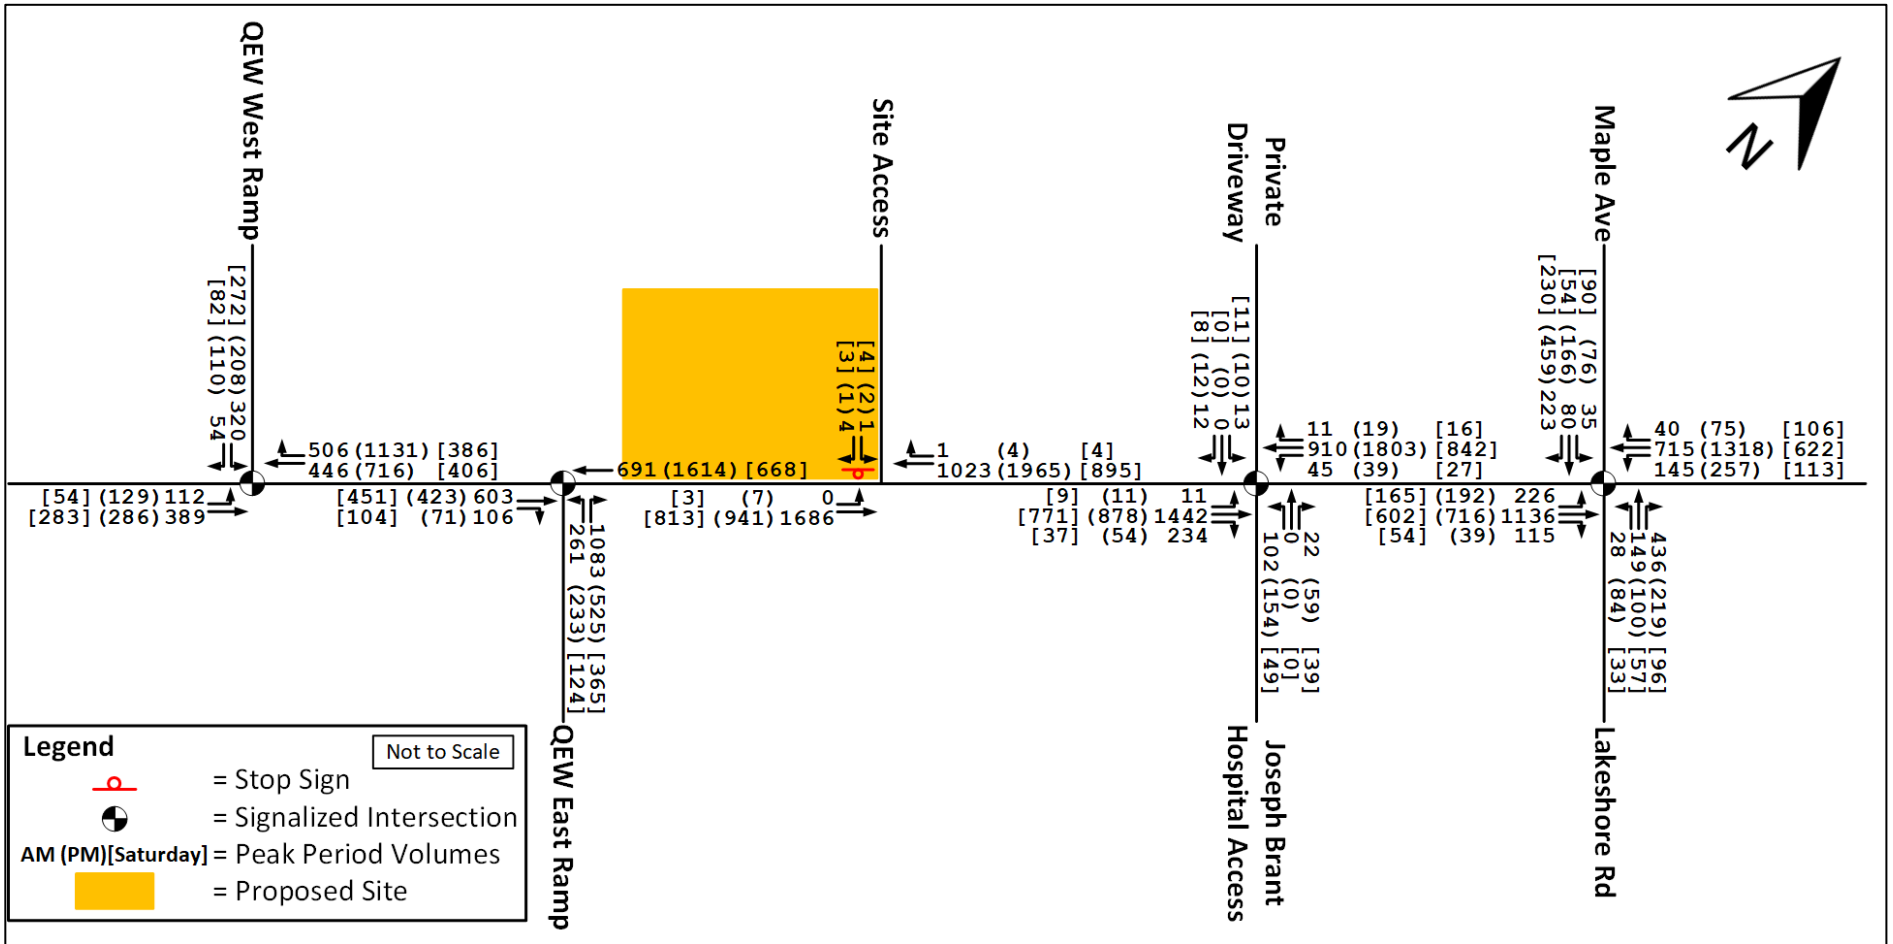 QEW West Ramp
Site Access
Private
Driveway
Maple Ave
N
[272] (208) 320
[82] (110) 54
506 (1131) [386]
446 (716) [406]
[54] (129) 112
[283] (286) 389
[451] (423) 603
[104] (71) 106
691 (1614) [668]
1083 (525) [365]
261 (233) [124]
QEW East Ramp
[4] (2) 1
[3] (1) 4
1 (4) [4]
1023 (1965) [895]
[3] (7) 0
[813] (941) 1686
[11] (10) 13
[0] (0) 0
[8] (12) 12
11 (19) [16]
910 (1803) [842]
45 (39) [27]
[9] (11) 11
[771] (878) 1442
[37] (54) 234
22 (59) [39]
0 (0) [0]
102 (154) [49]
Joseph Brant
Hospital Access
[90] (76) 35
[54] (166) 80
[230] (459) 223
40 (75) [106]
715 (1318) [622]
145 (257) [113]
[165] (192) 226
[602] (716) 1136
[54] (39) 115
436 (219) [96]
149 (100) [57]
28 (84) [33]
Lakeshore Rd
Legend
Not to Scale
= Stop Sign
= Signalized Intersection
AM (PM)[Saturday] = Peak Period Volumes
= Proposed Site